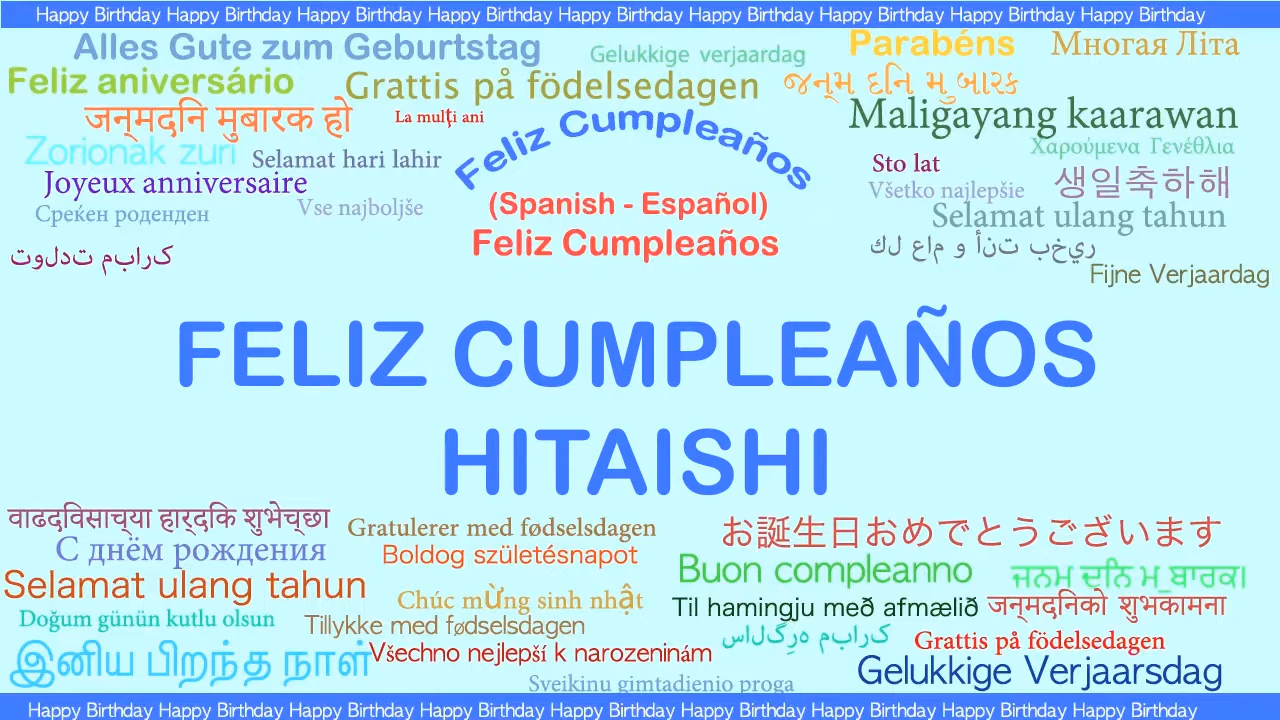 Happy Birthday Happy Birthday Happy Birthday Happy Birthday Happy Birthday Happy Birthday Happy Birthday Happy Birthday Happy Birthday
Alles Gute zum Geburtstag
Gelukkige verjaardag
Parabéns
Многая Літа
Feliz aniversário
Grattis på födelsedagen
જન્મ દિન મુબારક
जन्मदिन मुबारक हो
La mulţi ani
Feliz Cumpleaños
Maligayang kaarawan
Zorionak zuri
Selamat hari lahir
Sto lat
Χαρούμενα Γενέθλια
Joyeux anniversaire
(Spanish - Español)
Všetko najlepšie
생일축하해
Среќен роденден
Vse najboljše
Selamat ulang tahun
تولدت مبارک
Feliz Cumpleaños
كل عام و أنت بخير
Fijne Verjaardag
FELIZ CUMPLEAÑOS
HITAISHI
वाढदिवसाच्या हार्दिक शुभेच्छा
Gratulerer med fødselsdagen
お誕生日おめでとうございます
С днём рождения
Boldog születésnapot
Buon compleanno
ਜਨਮ ਦਿਨ ਮੁਬਾਰਕ।
Selamat ulang tahun
Chúc mừng sinh nhật
Til hamingju með afmælið
जन्मदिनको शुभकामना
Doğum günün kutlu olsun
Tillykke med fødselsdagen
سالگرہ مبارک
Grattis på födelsedagen
இனிய பிறந்த நாள்
Všechno nejlepší k narozeninám
Gelukkige Verjaarsdag
Sveikinu gimtadienio proga
Happy Birthday Happy Birthday Happy Birthday Happy Birthday Happy Birthday Happy Birthday Happy Birthday Happy Birthday Happy Birthday